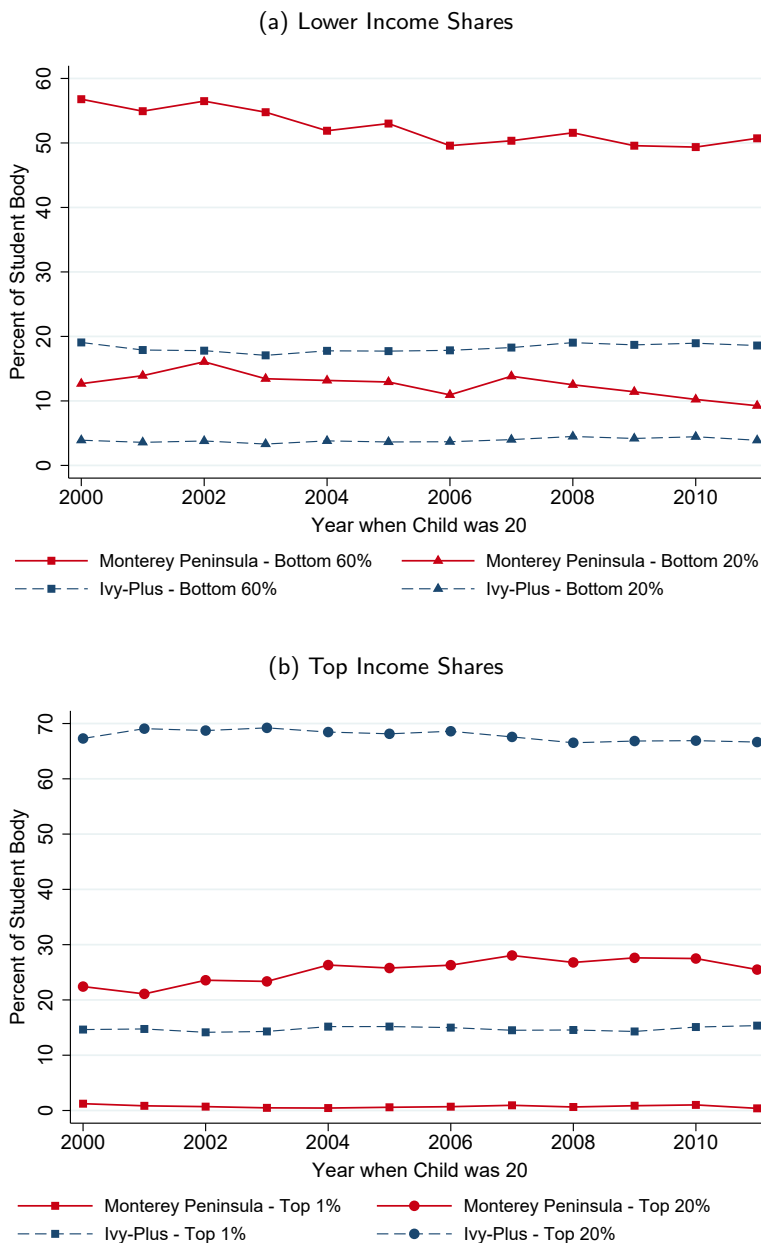 (a) Lower Income Shares
Percent of Student Body
60
50
40
30
20
10
0
2000 2002 2004 2006 2008 2010
Year when Child was 20
Monterey Peninsula - Bottom 60% Monterey Peninsula - Bottom 20%
Ivy-Plus - Bottom 60% Ivy-Plus - Bottom 20%
(b) Top Income Shares
Percent of Student Body
70
60
50
40
30
20
10
0
2000 2002 2004 2006 2008 2010
Year when Child was 20
Monterey Peninsula - Top 1% Monterey Peninsula - Top 20%
Ivy-Plus - Top 1% Ivy-Plus - Top 20%